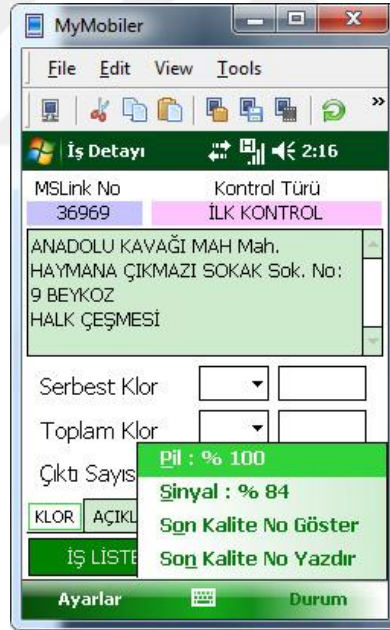 MyMobiler
File Edit View Tools
»
İş Detayı 2:16
MSLink No Kontrol Türü
36969 İLK KONTROL
ANADOLU KAVAĞI MAH Mah.
HAYMANA ÇIKMAZI SOKAK Sok. No:
9 BEYKOZ
HALK ÇEŞMESİ
Serbest Klor
Toplam Klor
Çıktı Sayıs
Pil : % 100
Sinyal : % 84
Son Kalite No Göster
Son Kalite No Yazdır
KLOR AÇIKL
İŞ LİSTE
Ayarlar Durum